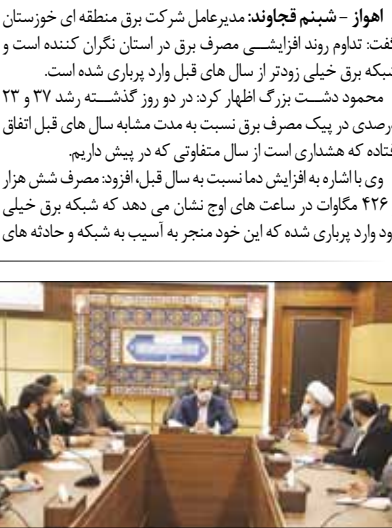 اهواز – شبنم قجاوند: مدیرعامل شرکت برق منطقه ای خوزستان
گفت: تداوم روند افزایشی مصرف برق در استان نگران کننده است و
شبکه برق خیلی زودتر از سال های قبل وارد پرباری شده است.
محمود دشت بزرگ اظهار کرد: در دو روز گذشته رشد ۳۷ و ۲۳
رصدی در پیک مصرف برق نسبت به مدت مشابه سال های قبل اتفاق
فتاده که هشداری است از سال متفاوتی که در پیش داریم.
وی با اشاره به افزایش دما نسبت به سال قبل، افزود: مصرف شش هزار
۴۲۶ مگاوات در ساعت های اوج نشان می دهد که شبکه برق خیلی
ود وارد پرباری شده که این خود منجر به آسیب به شبکه و حادثه های